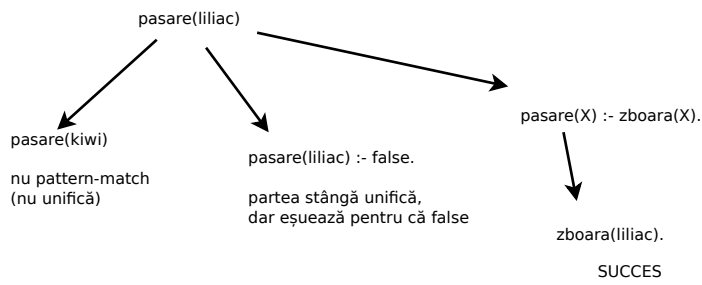 pasare(liliac)
pasare(kiwi)
nu pattern-match
(nu unifică)
pasare(liliac) :- false.
partea stângă unifică,
dar eșuează pentru că false
pasare(X) :- zboara(X).
zboara(liliac).
SUCCES